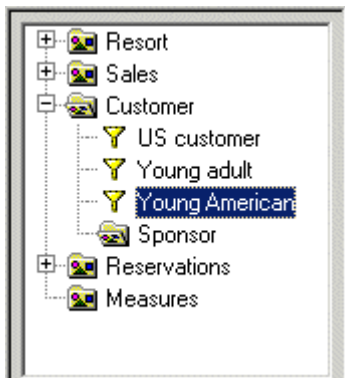 Resort
Sales
Customer
US customer
Young adult
Young American
Sponsor
Reservations
Measures